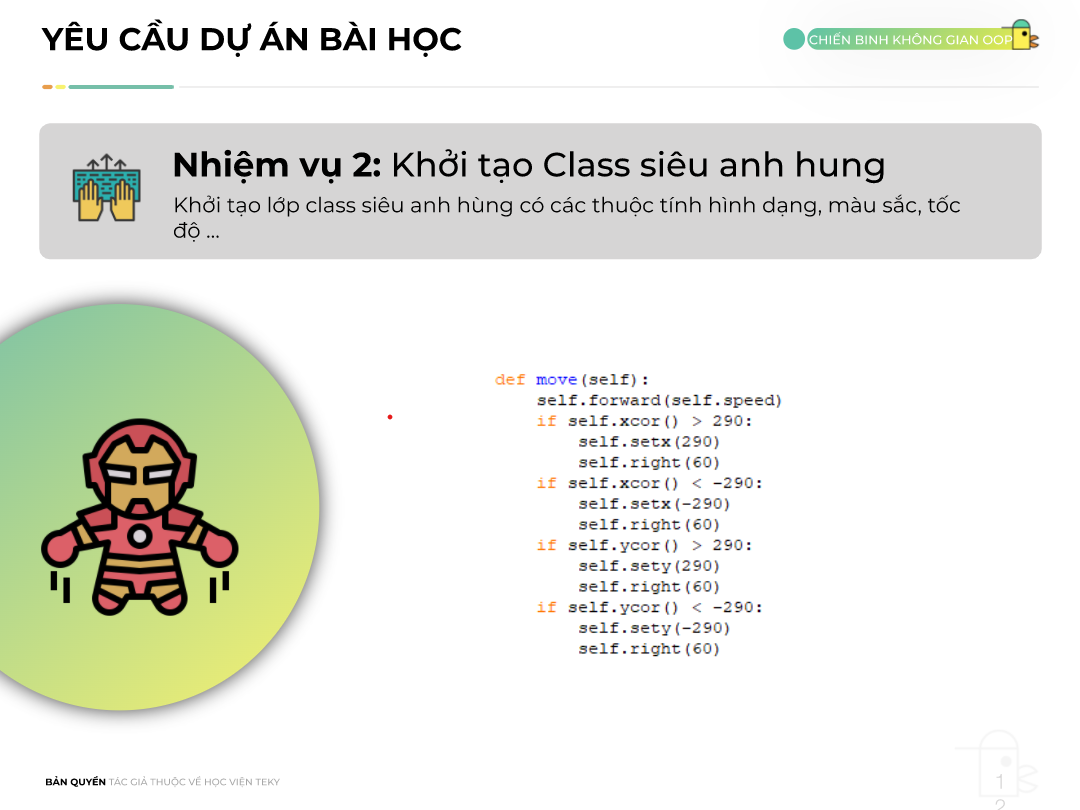 YÊU CẦU DỰ ÁN BÀI HỌC
CHIẾN BINH KHÔNG GIAN OOP
Nhiệm vụ 2: Khởi tạo Class siêu anh hung
Khởi tạo lớp class siêu anh hùng có các thuộc tính hình dạng, màu sắc, tốc
độ ...
def move(self):
    self.forward(self.speed)
    if self.xcor() > 290:
        self.setx(290)
        self.right(60)
    if self.xcor() < -290:
        self.setx(-290)
        self.right(60)
    if self.ycor() > 290:
        self.sety(290)
        self.right(60)
    if self.ycor() < -290:
        self.sety(-290)
        self.right(60)
BẢN QUYỀN TÁC GIẢ THUỘC VỀ HỌC VIỆN TEKY
1
2